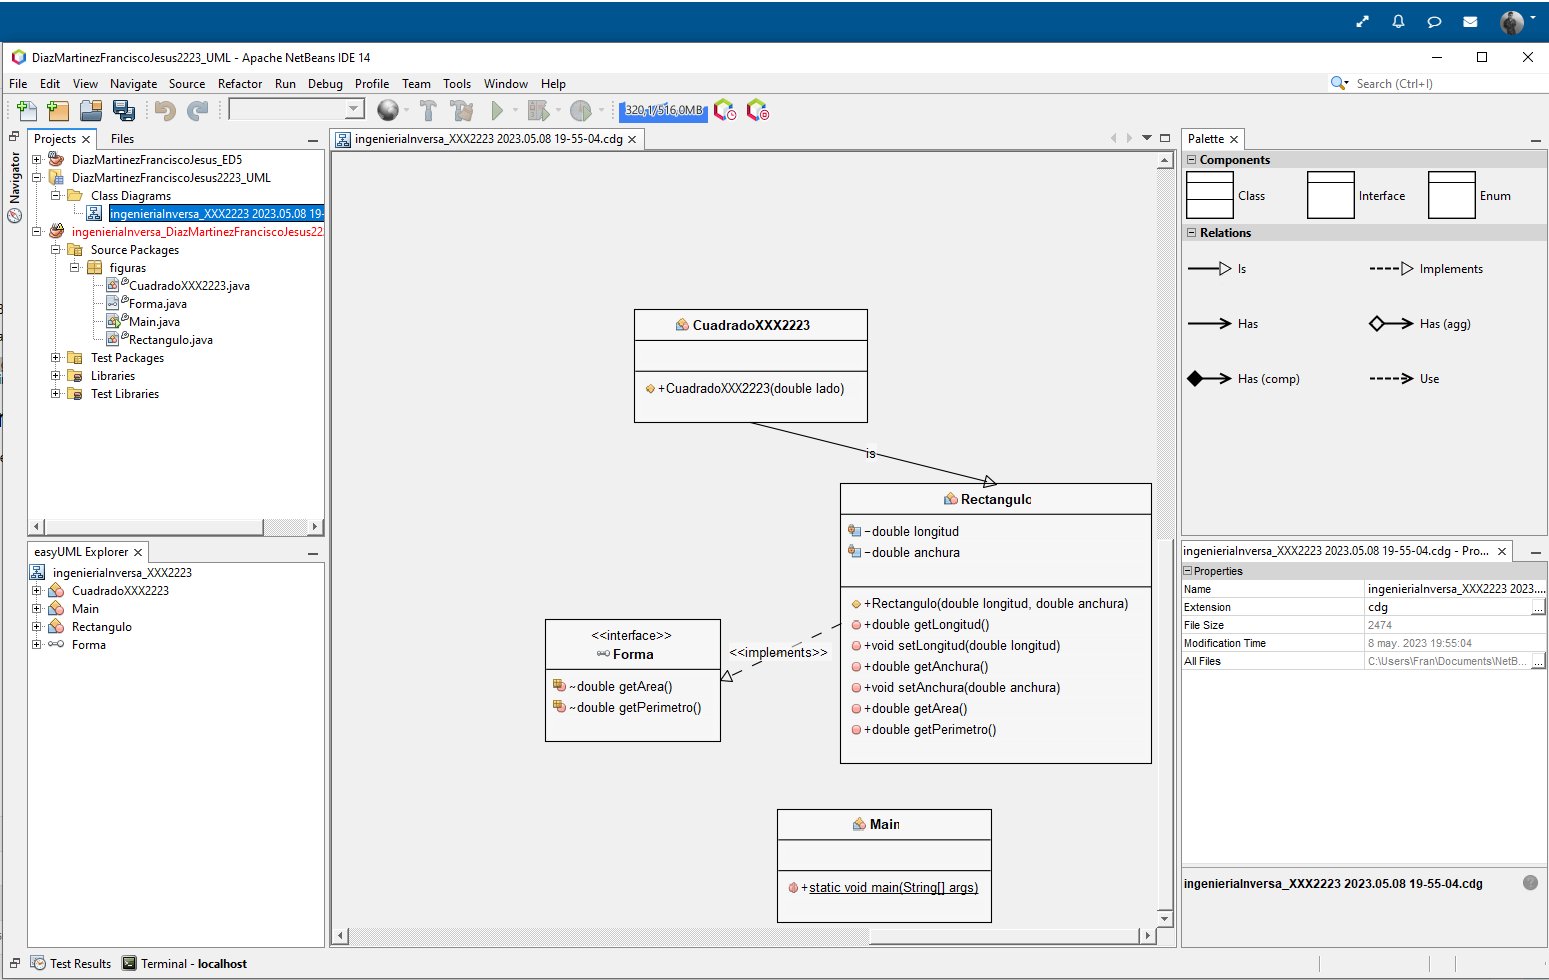 DiazMartinezFranciscoJesus2223_UML - Apache NetBeans IDE 14
File Edit View Navigate Source Refactor Run Debug Profile Team Tools Window Help
Search (Ctrl+I)
320,1/516,0MB
Navigator
Projects
Files
DiazMartinezFranciscoJesus_ED5
DiazMartinezFranciscoJesus2223_UML
Class Diagrams
ingenieriaInversa_XXX2223 2023.05.08 19-
ingenieriaInversa_DiazMartinezFranciscoJesus22
Source Packages
figuras
CuadradoXXX2223.java
Forma.java
Main.java
Rectangulo.java
Test Packages
Libraries
Test Libraries
easyUML Explorer
ingenieriaInversa_XXX2223
CuadradoXXX2223
Main
Rectangulo
Forma
ingenieriaInversa_XXX2223 2023.05.08 19-55-04.cdg
CuadradoXXX2223
+CuadradoXXX2223(double lado)
is
Rectangulo
-double longitud
-double anchura
+Rectangulo(double longitud, double anchura)
+double getLongitud()
+void setLongitud(double longitud)
+double getAnchura()
+void setAnchura(double anchura)
+double getArea()
+double getPerimetro()
<<implements>>
<<interface>>
Forma
~double getArea()
~double getPerimetro()
Main
+static void main(String[] args)
Palette
Components
Class
Interface
Enum
Relations
Is
Implements
Has
Has (agg)
Has (comp)
Use
ingenieriaInversa_XXX2223 2023.05.08 19-55-04.cdg - Pro...
Properties
Name ingenieriaInversa_XXX2223 2023....
Extension cdg
File Size 2474
Modification Time 8 may. 2023 19:55:04
All Files C:\Users\Fran\Documents\NetB...
ingenieriaInversa_XXX2223 2023.05.08 19-55-04.cdg
Test Results
Terminal - localhost